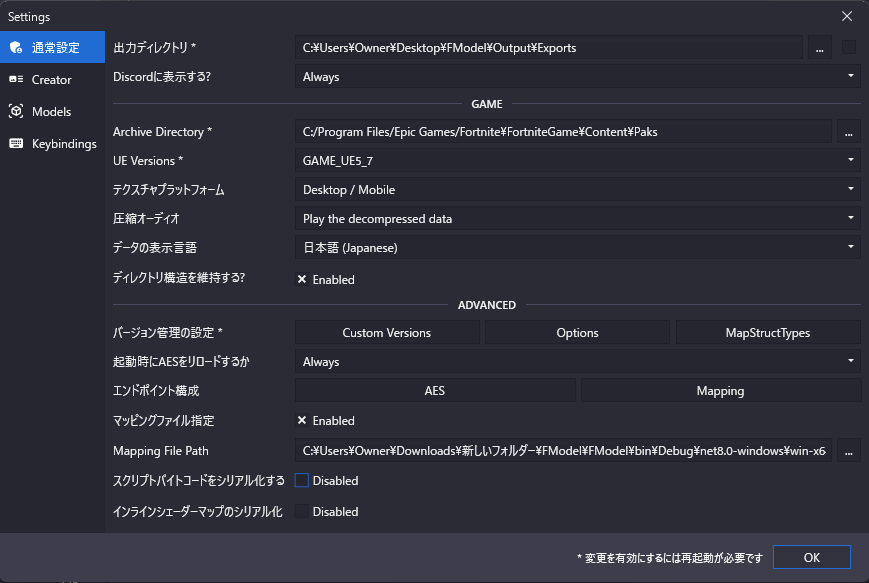 Settings
通常設定
Creator
Models
Keybindings
出力ディレクトリ *
C:¥Users¥Owner¥Desktop¥FModel¥Output¥Exports
...
Discordに表示する?
Always
GAME
Archive Directory *
C:/Program Files/Epic Games/Fortnite¥FortniteGame¥Content¥Paks
...
UE Versions *
GAME_UE5_7
テクスチャプラットフォーム
Desktop / Mobile
圧縮オーディオ
Play the decompressed data
データの表示言語
日本語 (Japanese)
ディレクトリ構造を維持する?
Enabled
ADVANCED
バージョン管理の設定 *
Custom Versions
Options
MapStructTypes
起動時にAESをリロードするか
Always
エンドポイント構成
AES
Mapping
マッピングファイル指定
Enabled
Mapping File Path
C:¥Users¥Owner¥Downloads¥新しいフォルダー¥FModel¥FModel¥bin¥Debug¥net8.0-windows¥win-x6
...
スクリプトバイトコードをシリアル化する
Disabled
インラインシェーダーマップのシリアル化
Disabled
* 変更を有効にするには再起動が必要です
OK